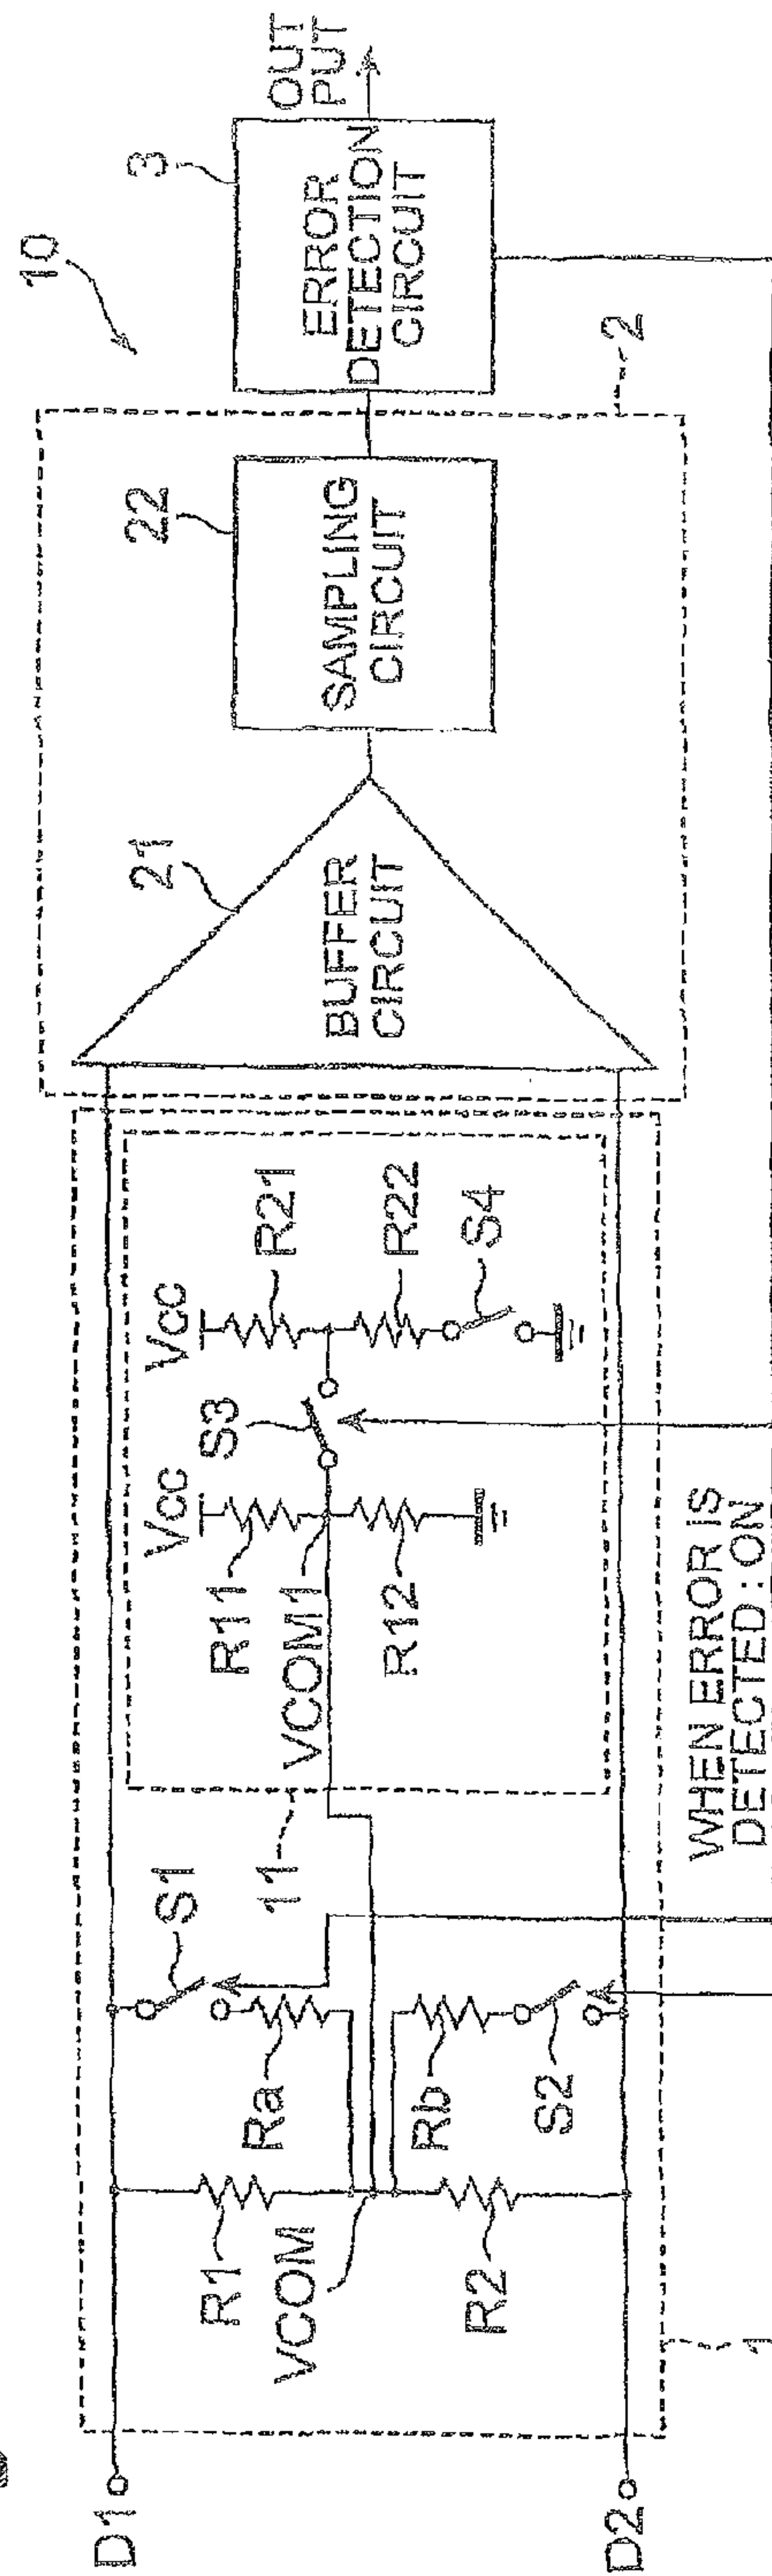 10
3
OUT
PUT
ERROR
DETECTION
CIRCUIT
2
22
SAMPLING
CIRCUIT
21
BUFFER
CIRCUIT
Vcc
R21
R22
S4
S3
Vcc
R11
VCOM1
R12
11
S1
Ra
Rb
S2
R1
VCOM
R2
1
D1
D2
WHEN ERROR IS
DETECTED : ON